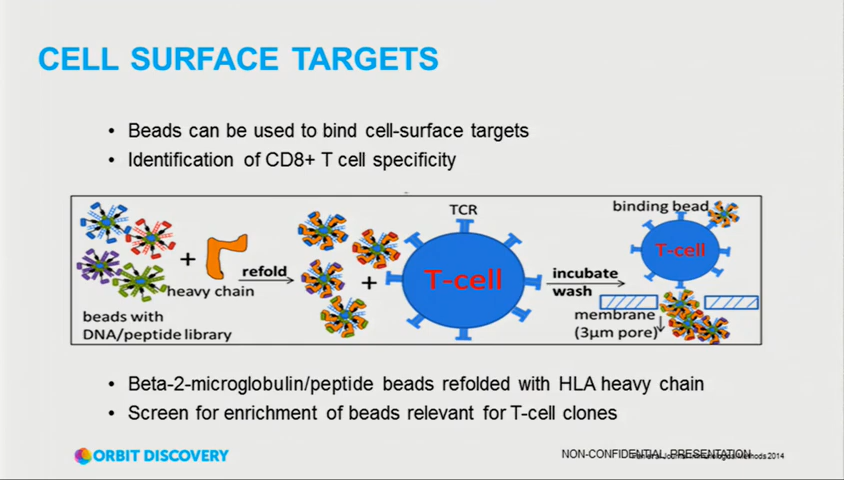 CELL SURFACE TARGETS
• Beads can be used to bind cell-surface targets
• Identification of CD8+ T cell specificity
beads with
DNA/peptide library
+
heavy chain
refold
+
TCR
T-cell
incubate
wash
binding bead
T-cell
membrane
(3µm pore)
• Beta-2-microglobulin/peptide beads refolded with HLA heavy chain
• Screen for enrichment of beads relevant for T-cell clones
ORBIT DISCOVERY
NON-CONFIDENTIAL PRESENTATION
2014